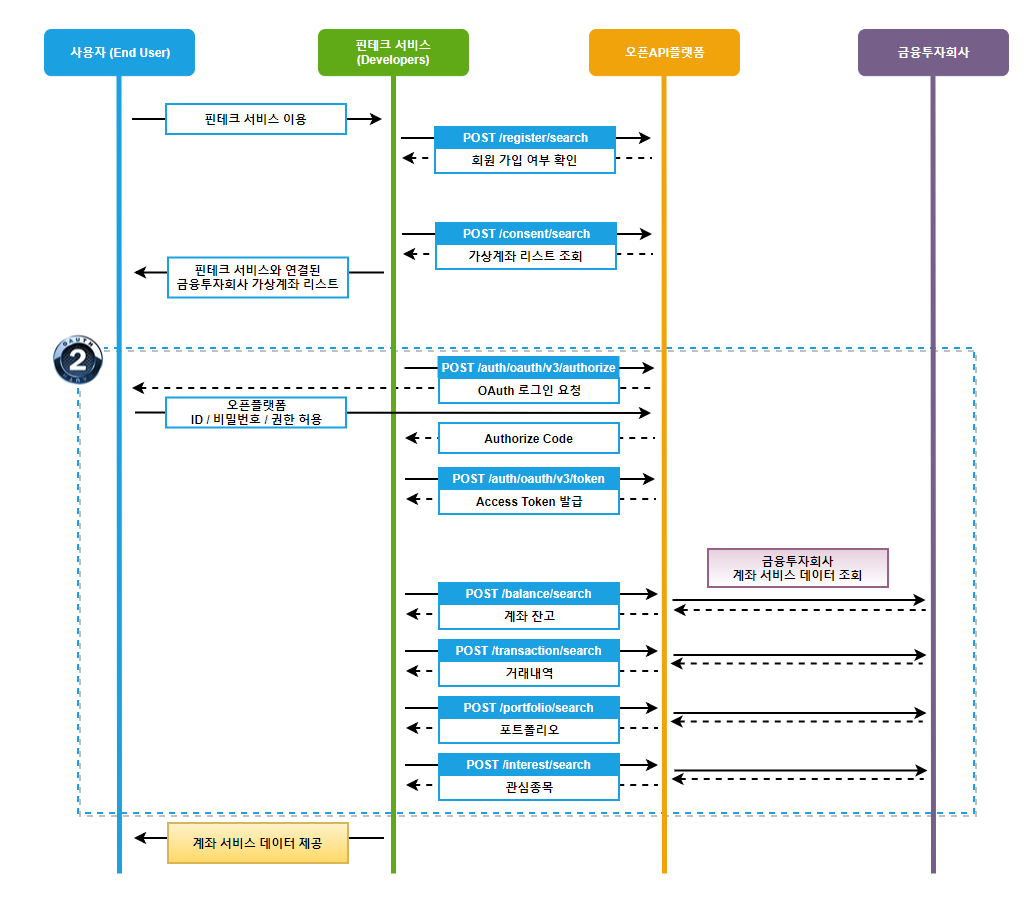 사용자 (End User)
핀테크 서비스
(Developers)
오픈API플랫폼
금융투자회사
핀테크 서비스 이용
POST /register/search
회원 가입 여부 확인
POST /consent/search
가상계좌 리스트 조회
핀테크 서비스와 연결된
금융투자회사 가상계좌 리스트
OAUTH
2
POST /auth/oauth/v3/authorize
OAuth 로그인 요청
오픈플랫폼
ID / 비밀번호 / 권한 허용
Authorize Code
POST /auth/oauth/v3/token
Access Token 발급
금융투자회사
계좌 서비스 데이터 조회
POST /balance/search
계좌 잔고
POST /transaction/search
거래내역
POST /portfolio/search
포트폴리오
POST /interest/search
관심종목
계좌 서비스 데이터 제공